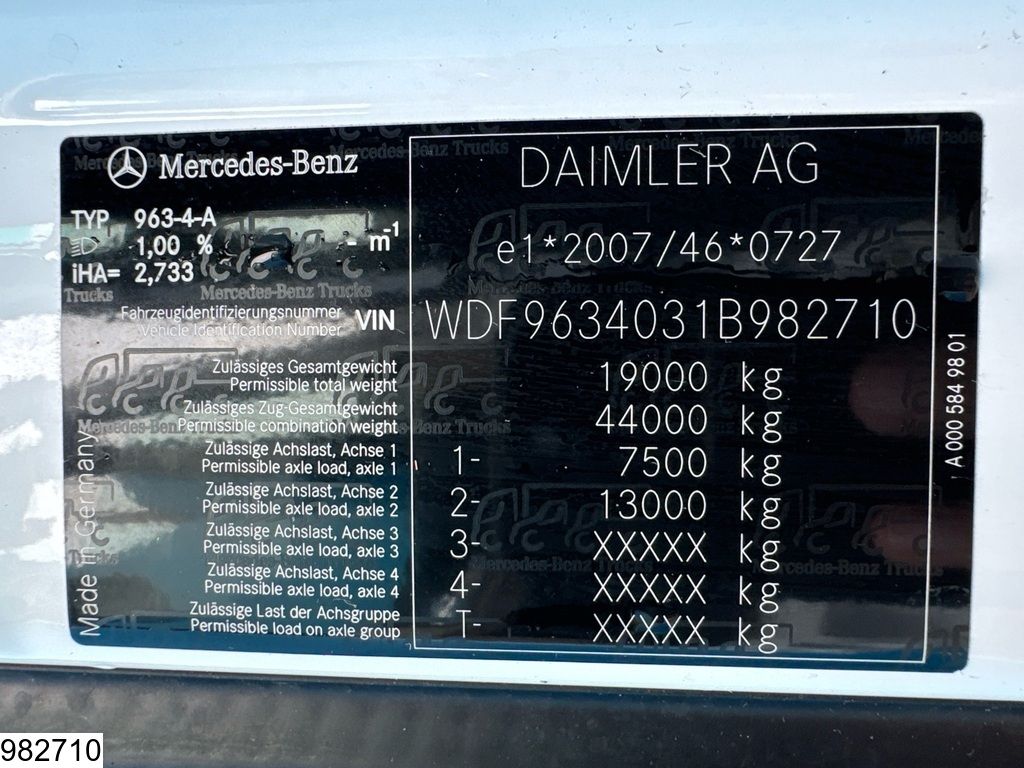 Mercedes-Benz
DAIMLER AG
TYP 963-4-A
1,00 % - m-1
iHA= 2,733
e1*2007/46*0727
Fahrzeugidentifizierungsnummer
Vehicle Identification Number
VIN WDF9634031B982710
Zulässiges Gesamtgewicht
Permissible total weight
19000 kg
Zulässiges Zug-Gesamtgewicht
Permissible combination weight
44000 kg
Zulässige Achslast, Achse 1
Permissible axle load, axle 1
1- 7500 kg
Zulässige Achslast, Achse 2
Permissible axle load, axle 2
2- 13000 kg
Zulässige Achslast, Achse 3
Permissible axle load, axle 3
3- XXXXX kg
Zulässige Achslast, Achse 4
Permissible axle load, axle 4
4- XXXXX kg
Zulässige Last der Achsgruppe
Permissible load on axle group
T- XXXXX kg
Made in Germany
A 000 584 98 01
Mercedes-Benz Trucks
982710